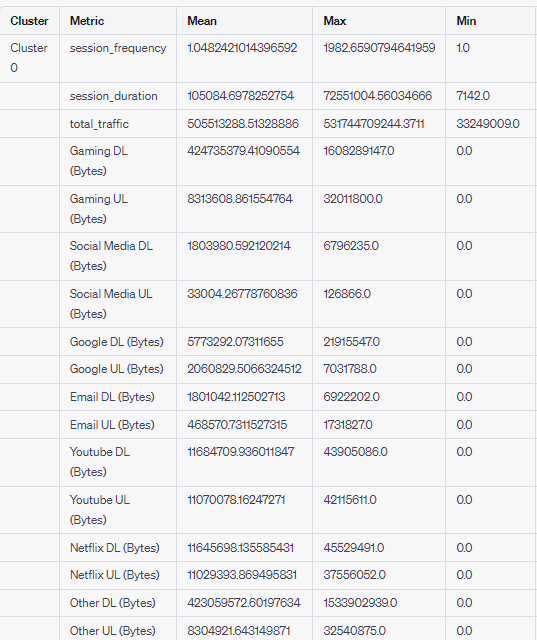 Cluster Metric Mean Max Min
Cluster 0 session_frequency 1.0482421014396592 1982.6590794641959 1.0
session_duration 105084.6978252754 72551004.56034666 7142.0
total_traffic 505513288.51328886 531744709244.3711 33249009.0
Gaming DL (Bytes) 424735379.41090554 1608289147.0 0.0
Gaming UL (Bytes) 8313608.861554764 32011800.0 0.0
Social Media DL (Bytes) 1803980.592120214 6796235.0 0.0
Social Media UL (Bytes) 33004.26778760836 126866.0 0.0
Google DL (Bytes) 5773292.07311655 21915547.0 0.0
Google UL (Bytes) 2060829.5066324512 7031788.0 0.0
Email DL (Bytes) 1801042.112502713 6922202.0 0.0
Email UL (Bytes) 468570.7311527315 1731827.0 0.0
Youtube DL (Bytes) 11684709.936011847 43905086.0 0.0
Youtube UL (Bytes) 11070078.16247271 42115611.0 0.0
Netflix DL (Bytes) 11645698.135585431 45529491.0 0.0
Netflix UL (Bytes) 11029393.869495831 37556052.0 0.0
Other DL (Bytes) 423059572.60197634 1533902939.0 0.0
Other UL (Bytes) 8304921.643149871 32540875.0 0.0